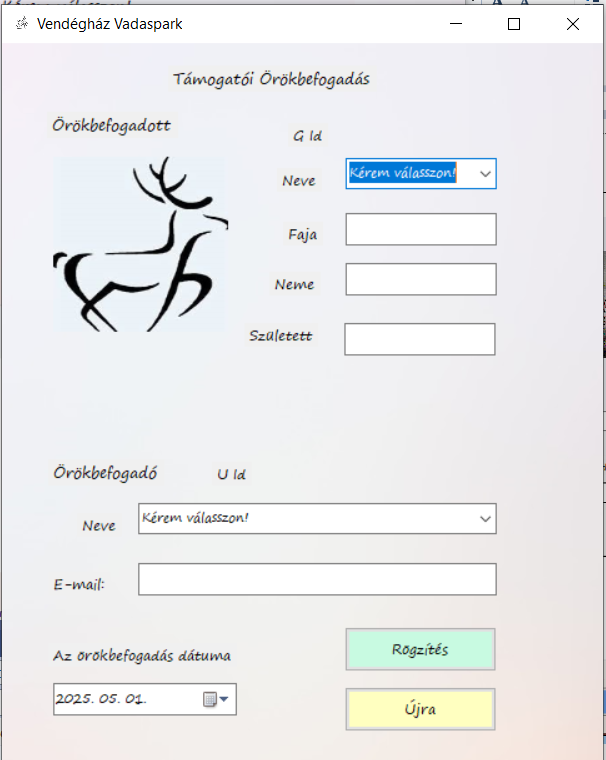 Vendégház Vadaspark
Támogatói Örökbefogadás
Örökbefogadott
G Id
Neve Kérem válasszon!
Faja
Neme
Született
Örökbefogadó U Id
Neve Kérem válasszon!
E-mail:
Az örökbefogadás dátuma
Rögzítés
2025. 05. 01.
Újra